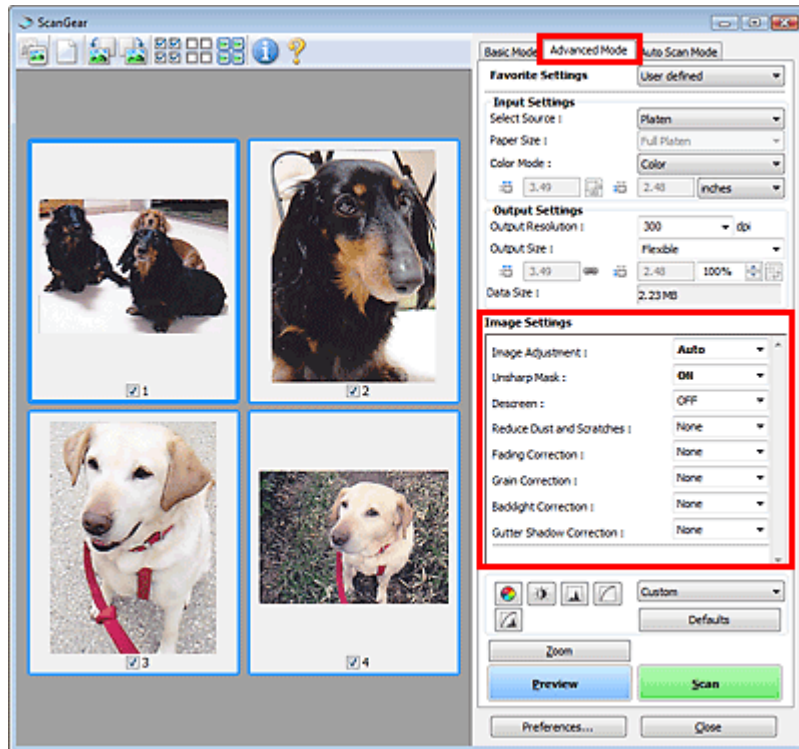 ScanGear
Basic Mode Advanced Mode Auto Scan Mode
Favorite Settings User defined
Input Settings
Select Source : Platen
Paper Size : Full Platen
Color Mode : Color
3.49 2.48 inches
Output Settings
Output Resolution : 300 dpi
Output Size : Flexible
3.49 2.48 100%
Data Size : 2.23 MB
Image Settings
Image Adjustment : Auto
Unsharp Mask : ON
Descreen : OFF
Reduce Dust and Scratches : None
Fading Correction : None
Grain Correction : None
Backlight Correction : None
Gutter Shadow Correction : None
Custom
Defaults
Zoom
Preview Scan
Preferences... Close
1
2
3
4